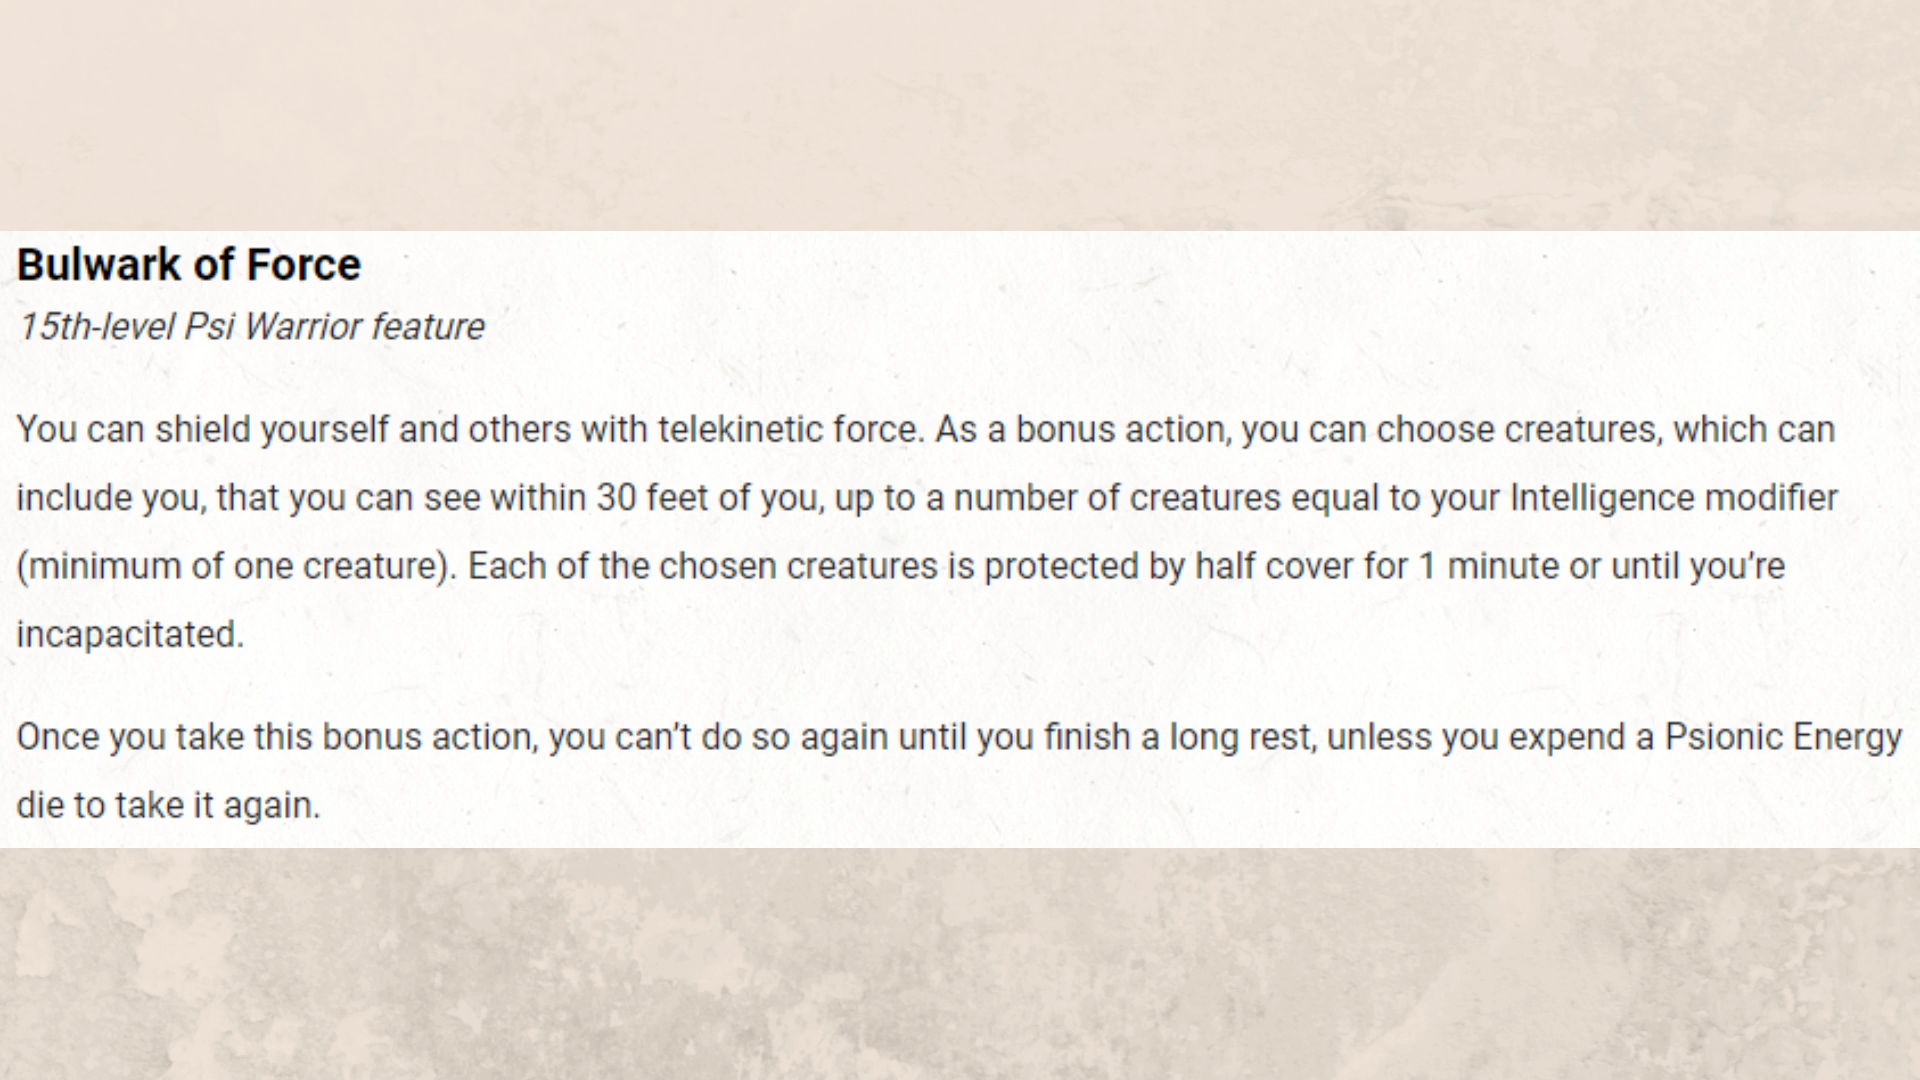 Bulwark of Force
15th-level Psi Warrior feature
You can shield yourself and others with telekinetic force. As a bonus action, you can choose creatures, which can
include you, that you can see within 30 feet of you, up to a number of creatures equal to your Intelligence modifier
(minimum of one creature). Each of the chosen creatures is protected by half cover for 1 minute or until you’re
incapacitated.
Once you take this bonus action, you can’t do so again until you finish a long rest, unless you expend a Psionic Energy
die to take it again.